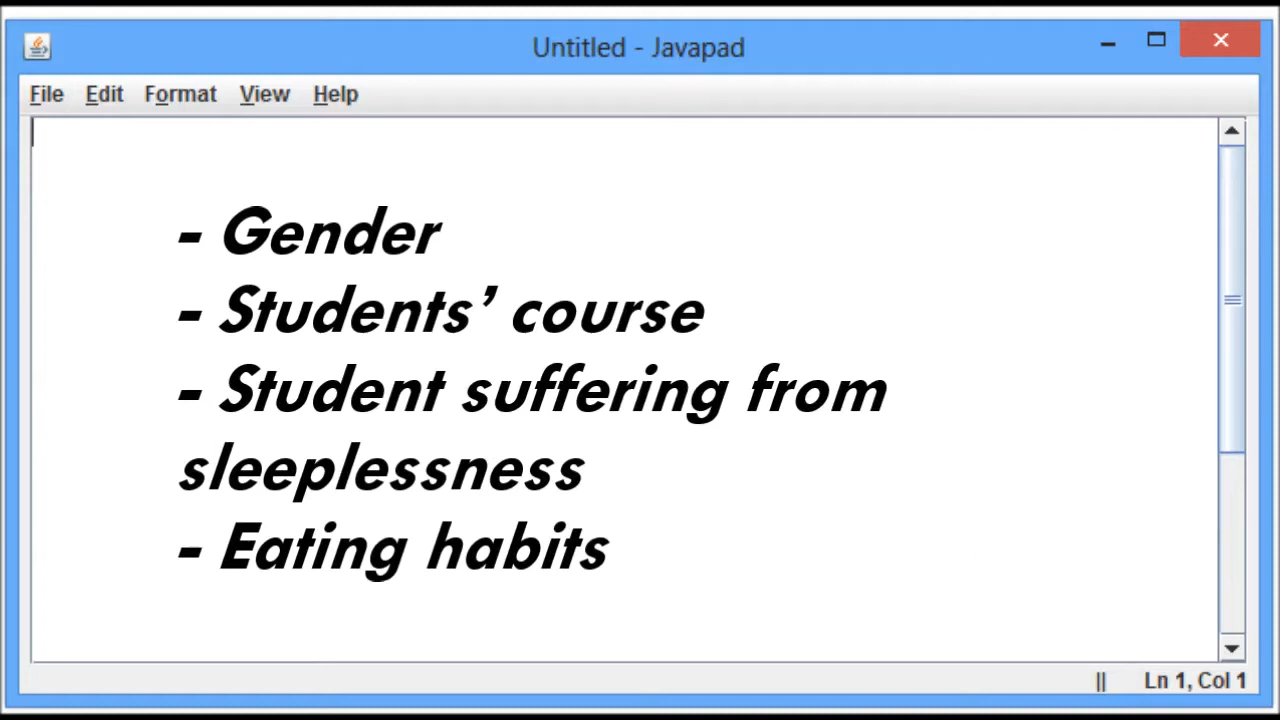 Untitled - Javapad
File Edit Format View Help
- Gender
- Students’ course
- Student suffering from
sleeplessness
- Eating habits
Ln 1, Col 1